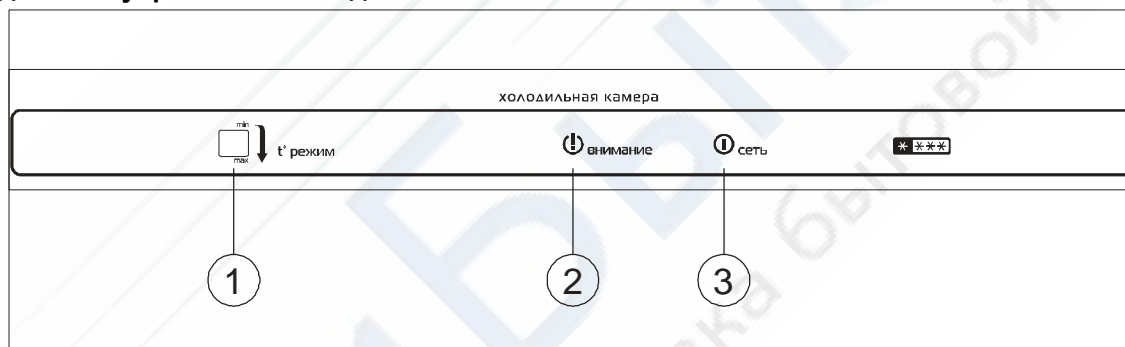 холодильная камера
min
max
t° режим
внимание
сеть
* ***
1
2
3